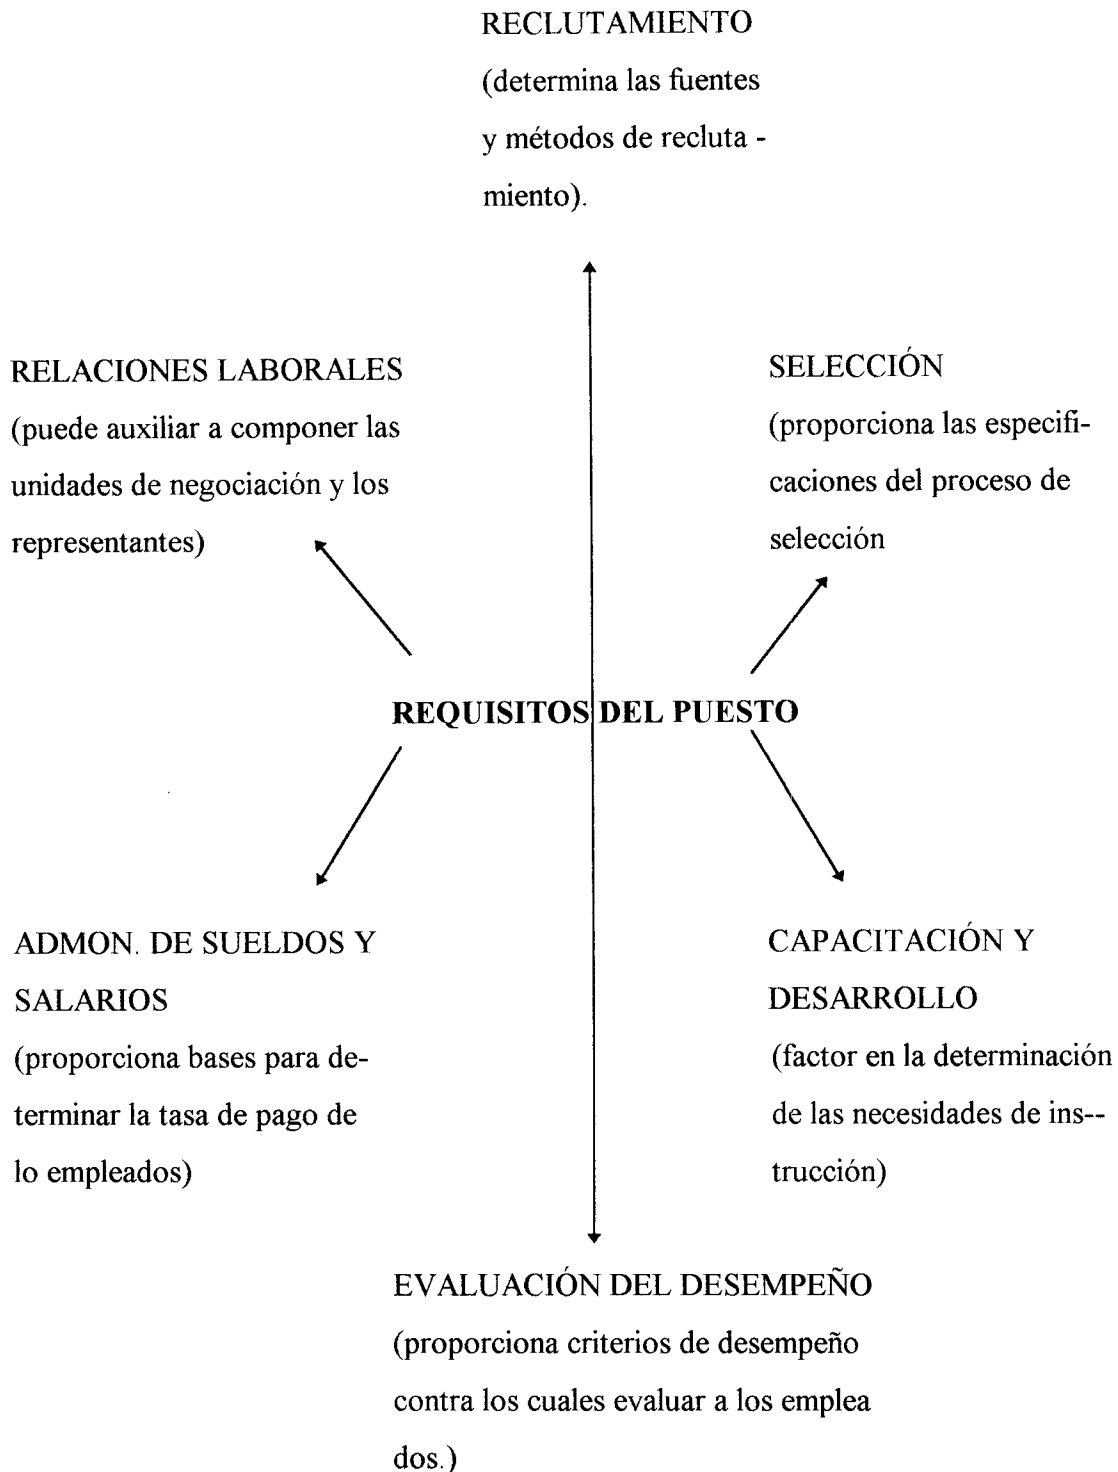 RECLUTAMIENTO
(determina las fuentes
y métodos de recluta -
miento).
RELACIONES LABORALES
(puede auxiliar a componer las
unidades de negociación y los
representantes)
SELECCIÓN
(proporciona las especifi-
caciones del proceso de
selección
REQUISITOS DEL PUESTO
ADMON. DE SUELDOS Y
SALARIOS
(proporciona bases para de-
terminar la tasa de pago de
lo empleados)
CAPACITACIÓN Y
DESARROLLO
(factor en la determinación
de las necesidades de ins--
trucción)
EVALUACIÓN DEL DESEMPEÑO
(proporciona criterios de desempeño
contra los cuales evaluar a los emplea
dos.)